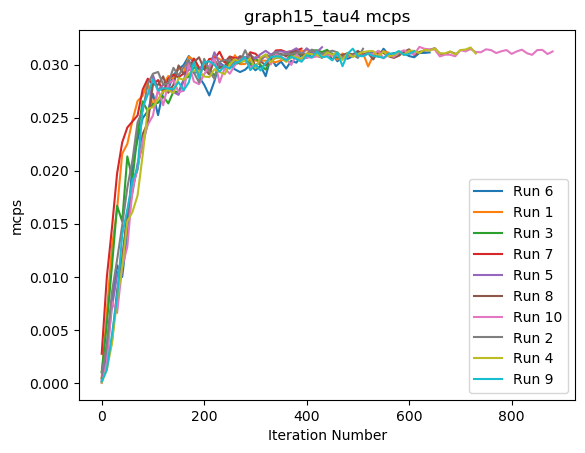 graph15_tau4 mcps
mcps
0.030
0.025
0.020
0.015
0.010
0.005
0.000
0
200
400
600
800
Iteration Number
Run 6
Run 1
Run 3
Run 7
Run 5
Run 8
Run 10
Run 2
Run 4
Run 9